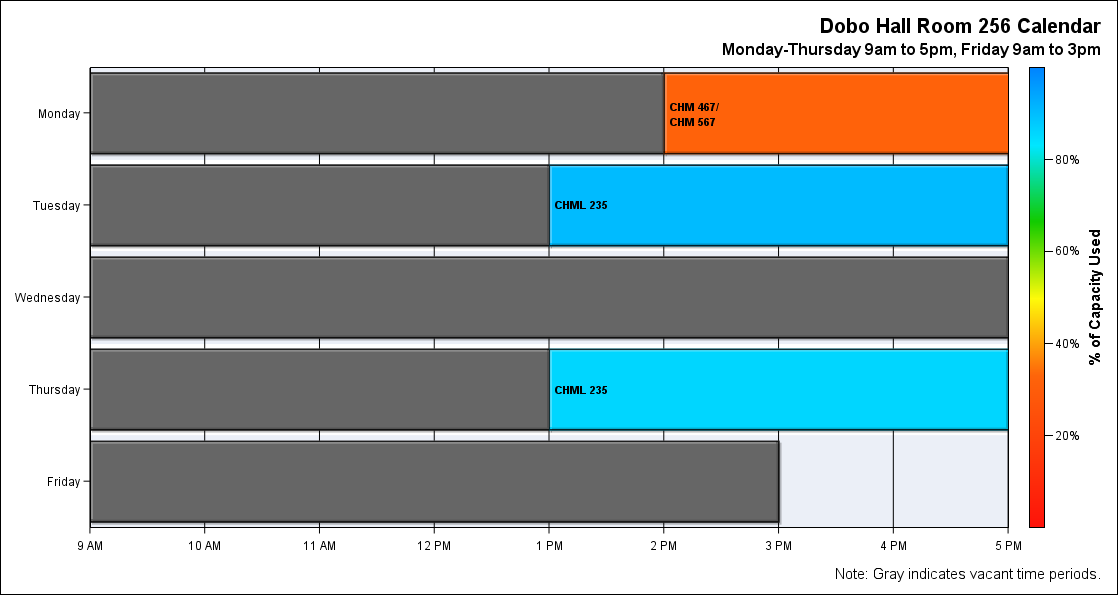 Dobo Hall Room 256 Calendar
Monday-Thursday 9am to 5pm, Friday 9am to 3pm
Monday
CHM 467/
CHM 567
Tuesday
CHML 235
Wednesday
Thursday
CHML 235
Friday
9 AM
10 AM
11 AM
12 PM
1 PM
2 PM
3 PM
4 PM
5 PM
80%
60%
40%
20%
% of Capacity Used
Note: Gray indicates vacant time periods.